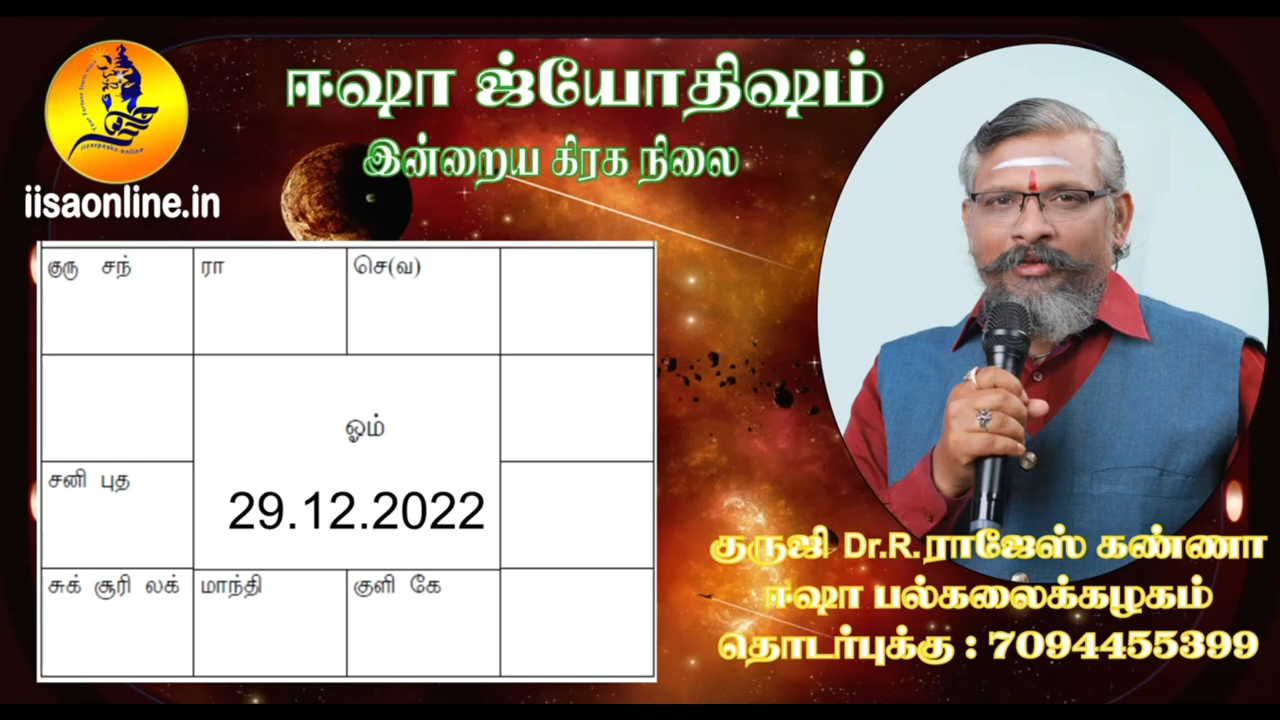 ஈஷா ஜ்யோதிஷம்
இன்றைய கிரக நிலை
iisaonline.in
குரு சந்
ரா
செ(வ)
ஓம்
சனி புத
29.12.2022
சுக் சூரி லக்
மாந்தி
குளி கே
குருஜி Dr.R.ராஜேஸ் கண்ணா
ஈஷா பல்கலைக்கழகம்
தொடர்புக்கு : 7094455399